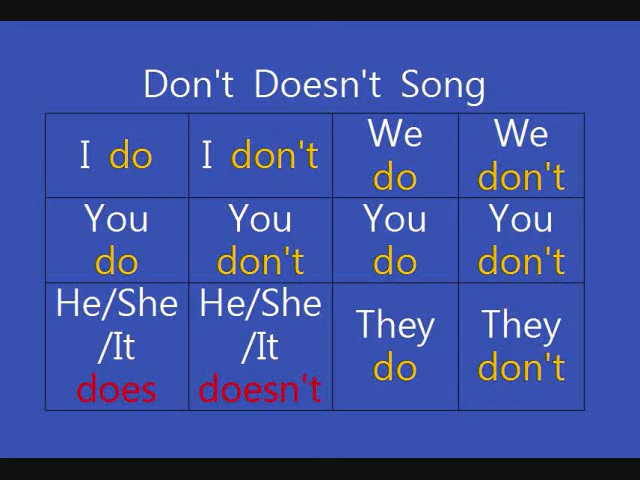 Don't Doesn't Song
I do
I don't
We
do
We
don't
You
do
You
don't
You
do
You
don't
He/She
/It
does
He/She
/It
doesn't
They
do
They
don't